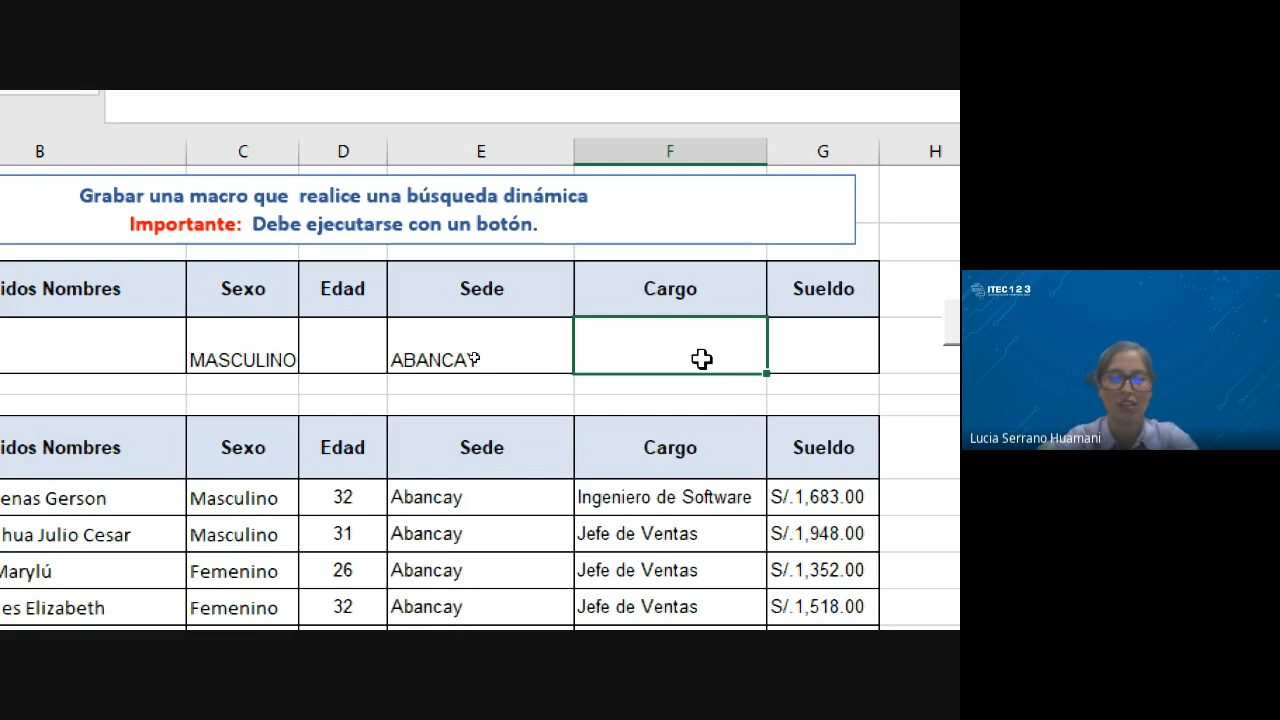 B C D E F G H
Grabar una macro que realice una búsqueda dinámica
Importante: Debe ejecutarse con un botón.
idos Nombres Sexo Edad Sede Cargo Sueldo
MASCULINO ABANCAY
idos Nombres Sexo Edad Sede Cargo Sueldo
enas Gerson Masculino 32 Abancay Ingeniero de Software S/.1,683.00
hua Julio Cesar Masculino 31 Abancay Jefe de Ventas S/.1,948.00
Marylú Femenino 26 Abancay Jefe de Ventas S/.1,352.00
es Elizabeth Femenino 32 Abancay Jefe de Ventas S/.1,518.00
ITEC 1 2 3
Lucia Serrano Huamani